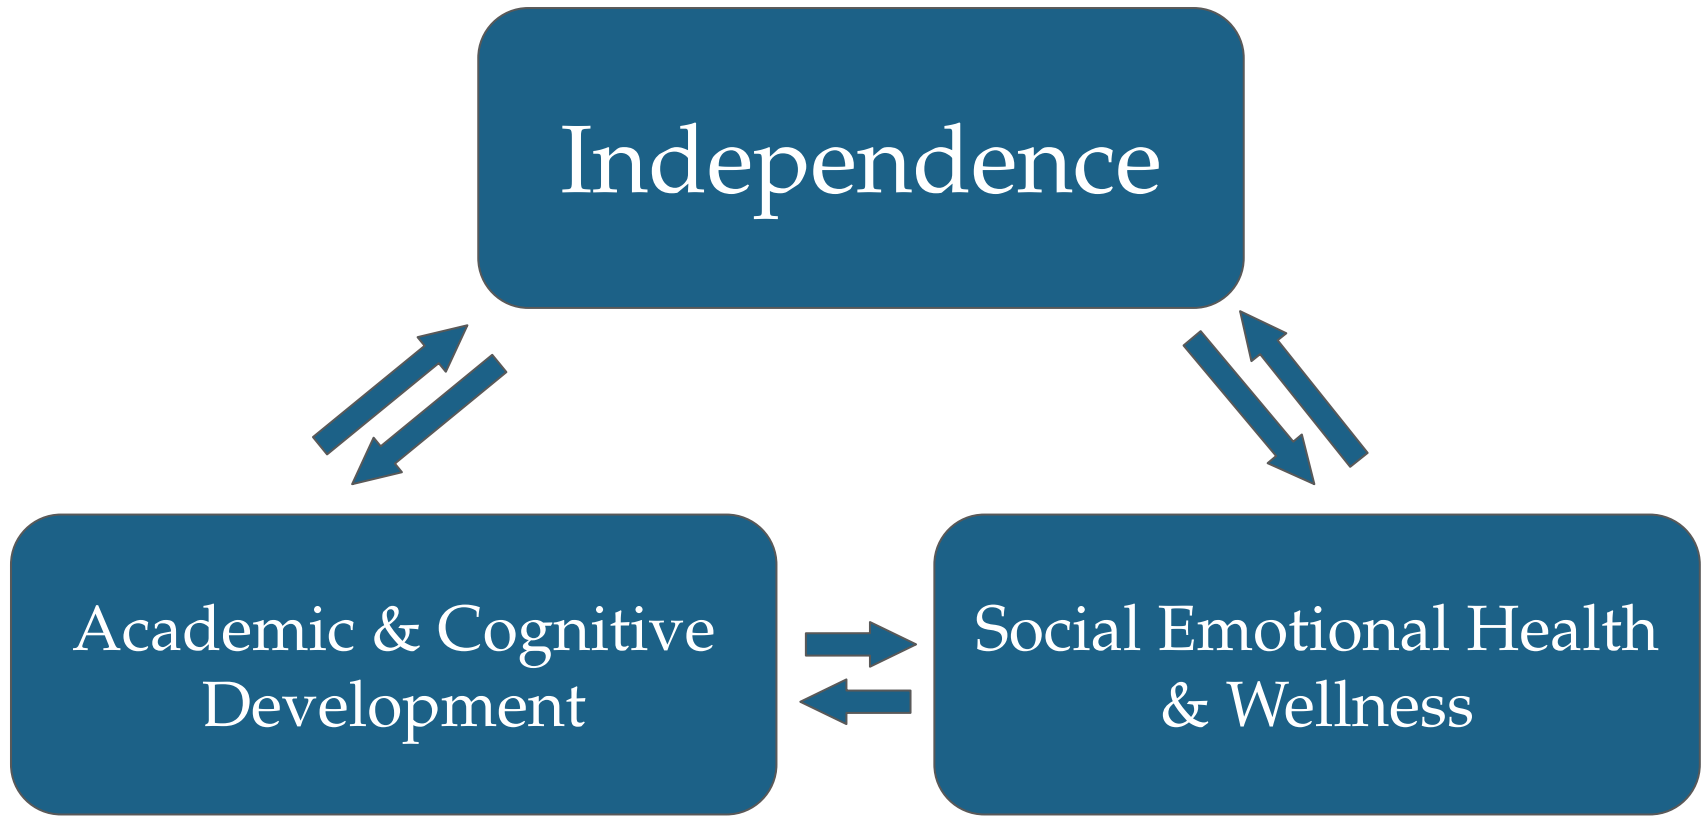 Independence
Academic & Cognitive
Development
Social Emotional Health
& Wellness